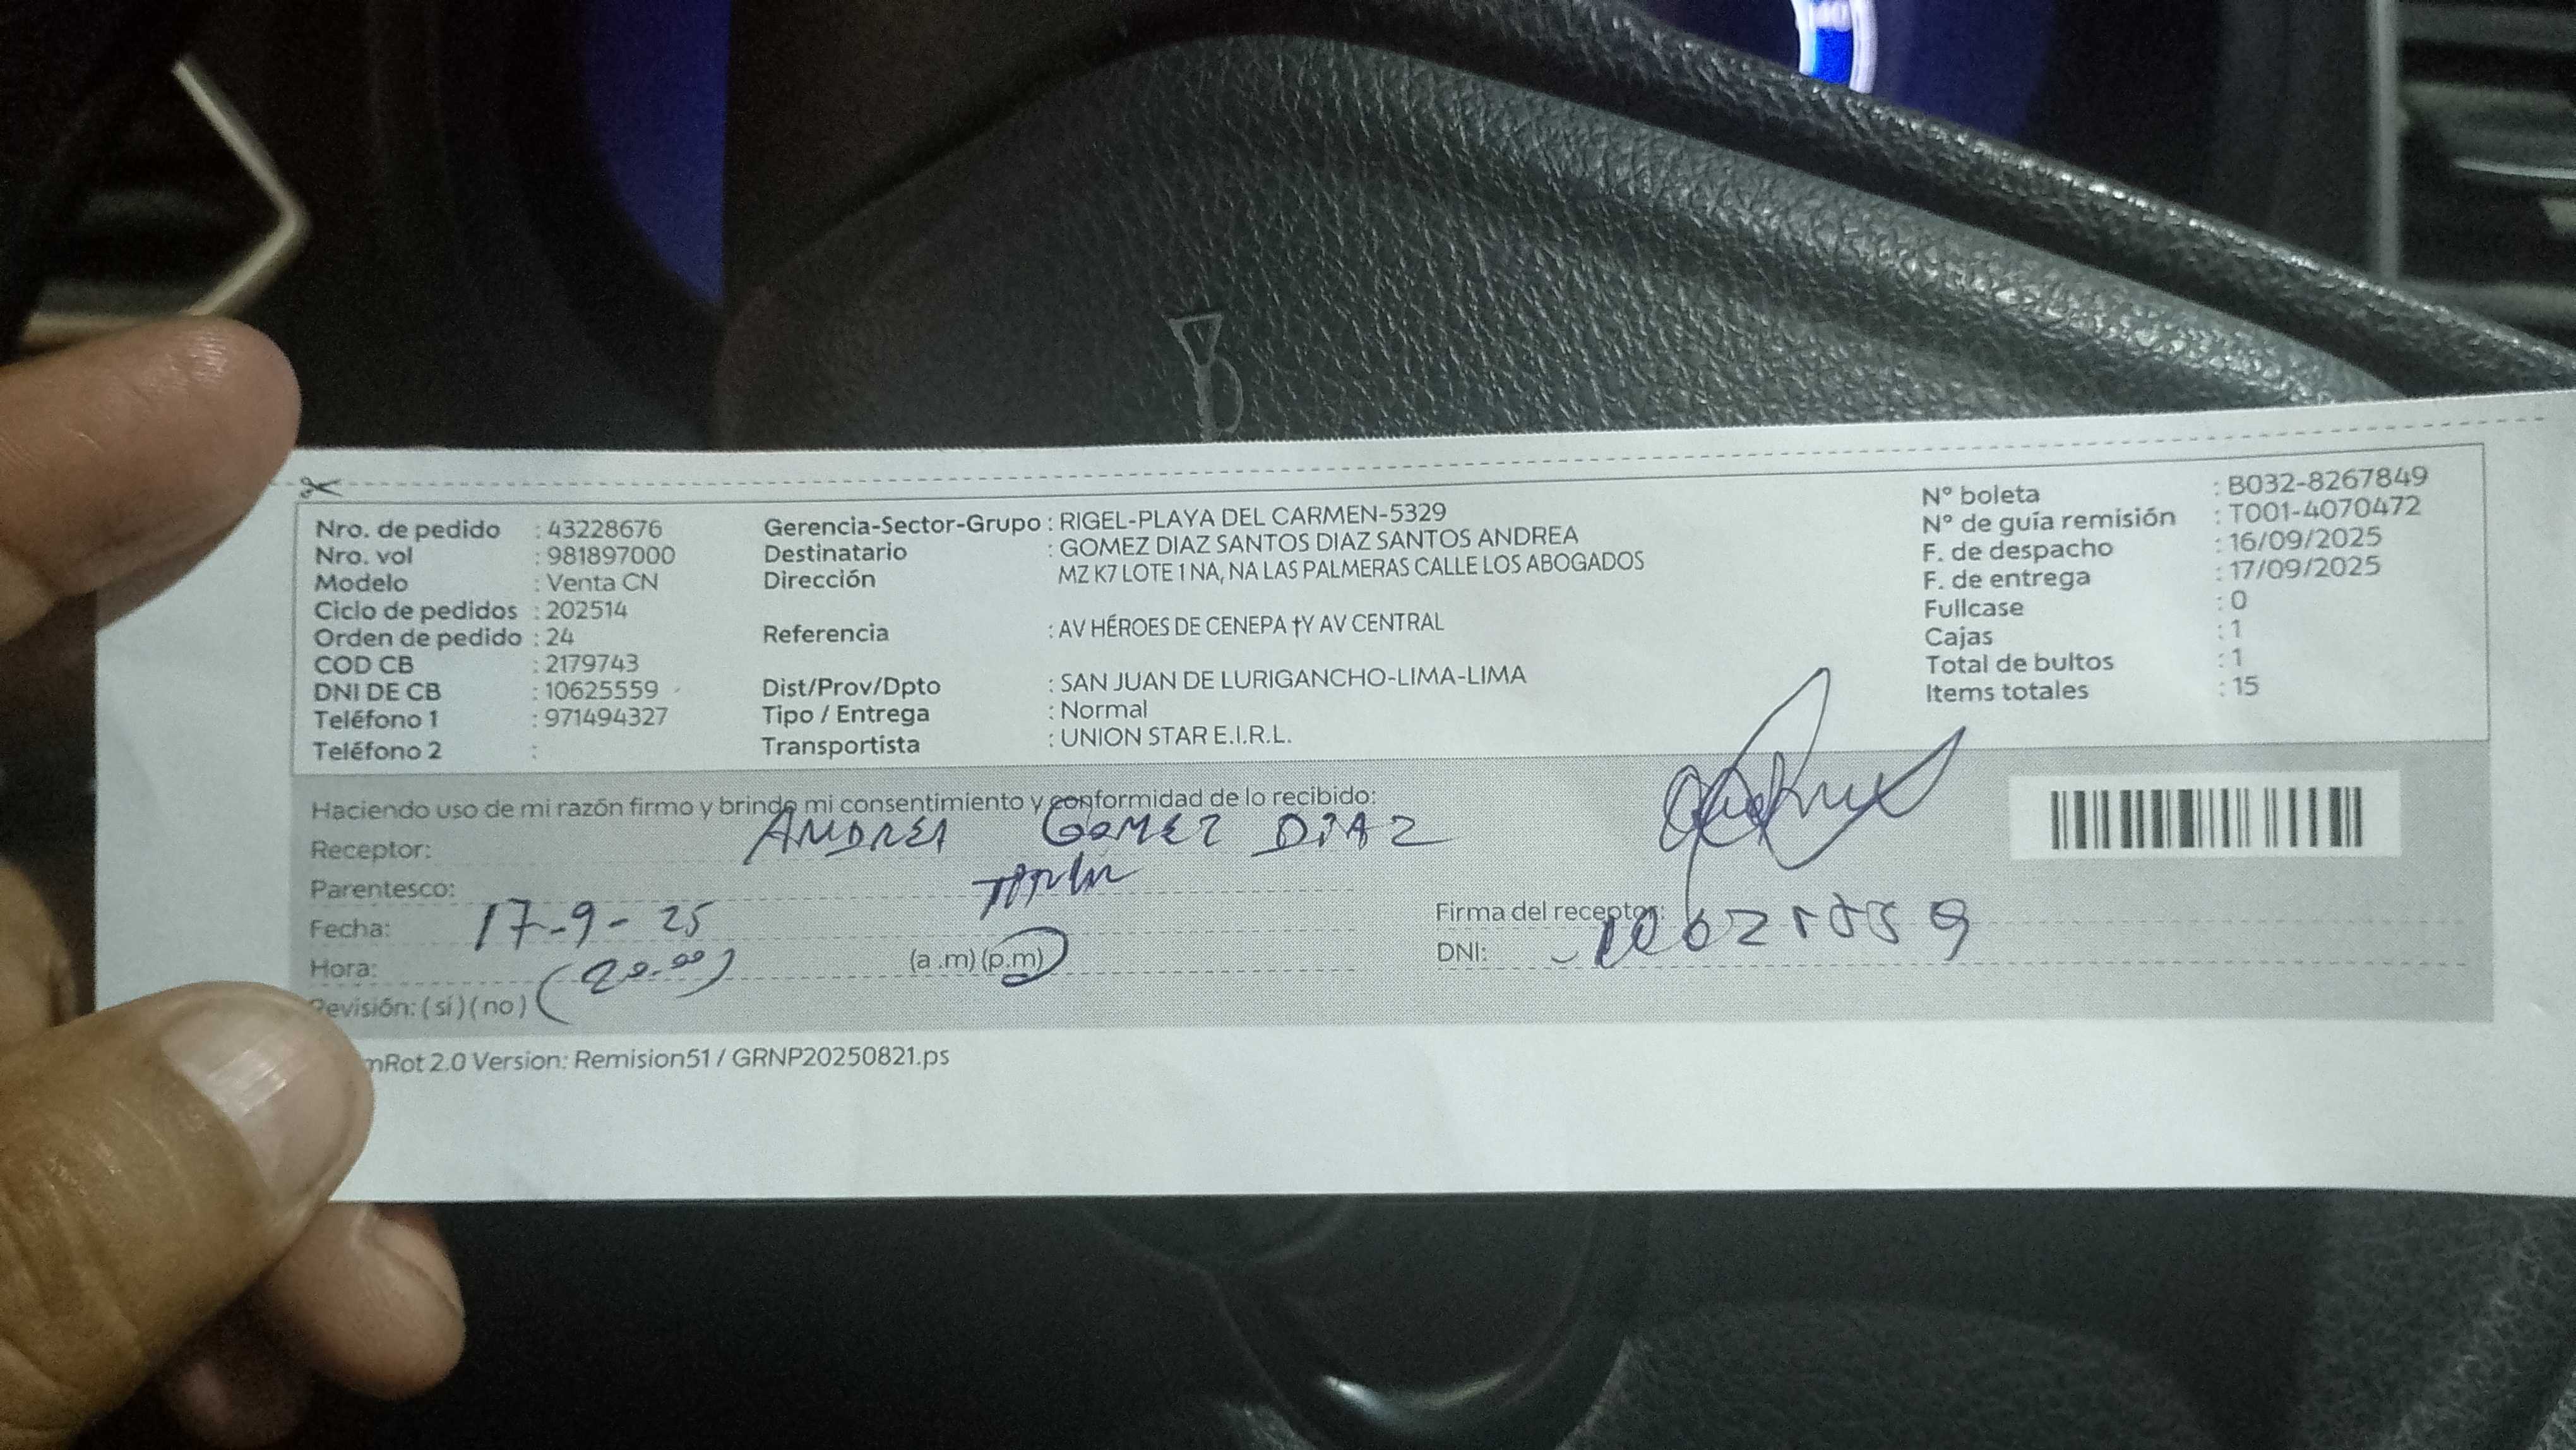 Nro. de pedido : 43228676
Nro. vol : 981897000
Modelo : Venta CN
Ciclo de pedidos : 202514
Orden de pedido : 24
COD CB : 2179743
DNI DE CB : 10625559
Teléfono 1 : 971494327
Teléfono 2 :
Gerencia-Sector-Grupo : RIGEL-PLAYA DEL CARMEN-5329
Destinatario : GOMEZ DIAZ SANTOS DIAZ SANTOS ANDREA
Dirección MZ K7 LOTE 1 NA, NA LAS PALMERAS CALLE LOS ABOGADOS
Referencia : AV HÉROES DE CENEPA †Y AV CENTRAL
Dist/Prov/Dpto : SAN JUAN DE LURIGANCHO-LIMA-LIMA
Tipo / Entrega : Normal
Transportista : UNION STAR E.I.R.L.
N° boleta : B032-8267849
N° de guía remisión : T001-4070472
F. de despacho : 16/09/2025
F. de entrega : 17/09/2025
Fullcase : 0
Cajas : 1
Total de bultos : 1
Items totales : 15
Haciendo uso de mi razón firmo y brindo mi consentimiento y conformidad de lo recibido:
Receptor: ANDREA GOMEZ DIAZ
Parentesco:
Fecha: 17-9-25
Hora: (20.00) (a .m) (p.m)
Revisión: ( sí ) ( no )
Firma del receptor:
DNI: 10625559
mRot 2.0 Version: Remision51 / GRNP20250821.ps